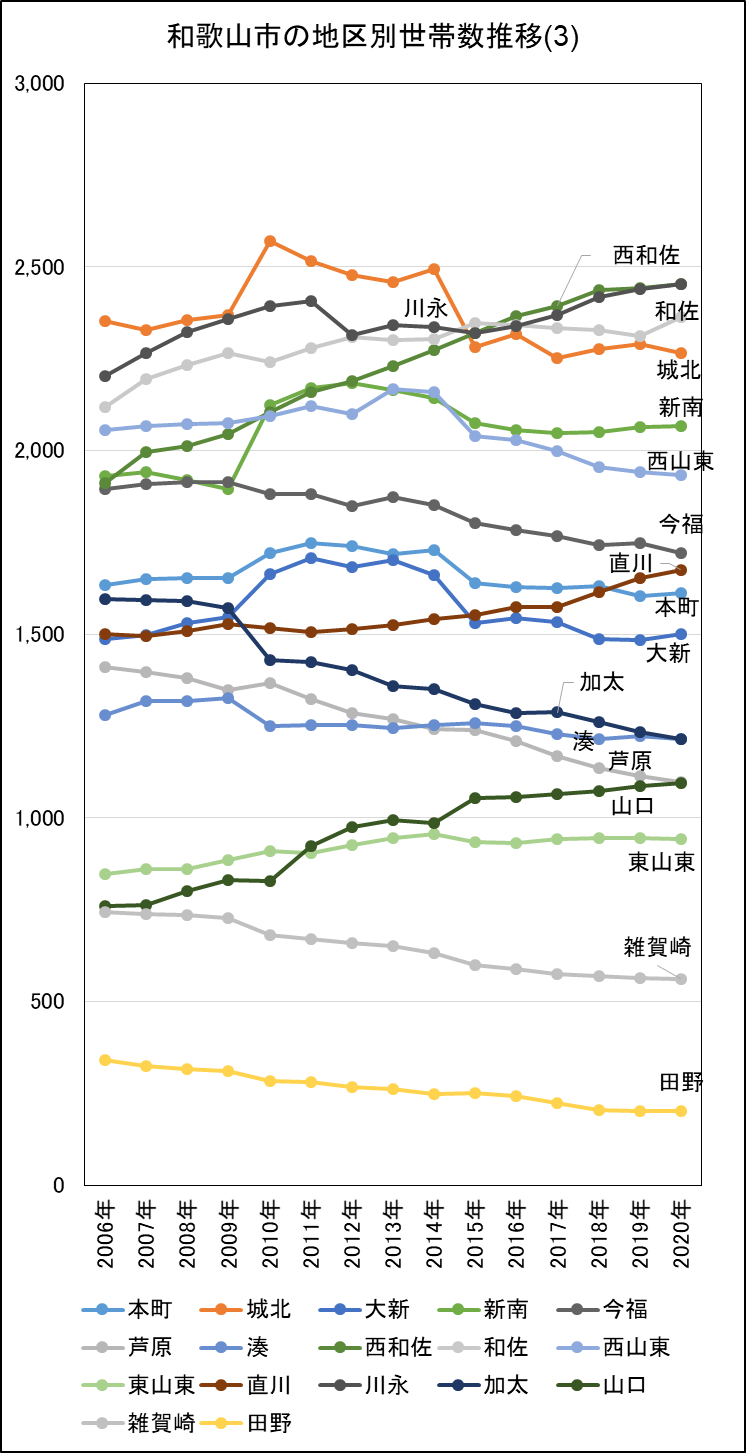 和歌山市の地区別世帯数推移(3)
3,000
2,500
2,000
1,500
1,000
500
0
西和佐
川永
和佐
城北
新南
西山東
今福
直川
本町
大新
加太
湊
芦原
山口
東山東
雑賀崎
田野
2006年
2007年
2008年
2009年
2010年
2011年
2012年
2013年
2014年
2015年
2016年
2017年
2018年
2019年
2020年
本町 城北 大新 新南 今福
芦原 湊 西和佐 和佐 西山東
東山東 直川 川永 加太 山口
雑賀崎 田野